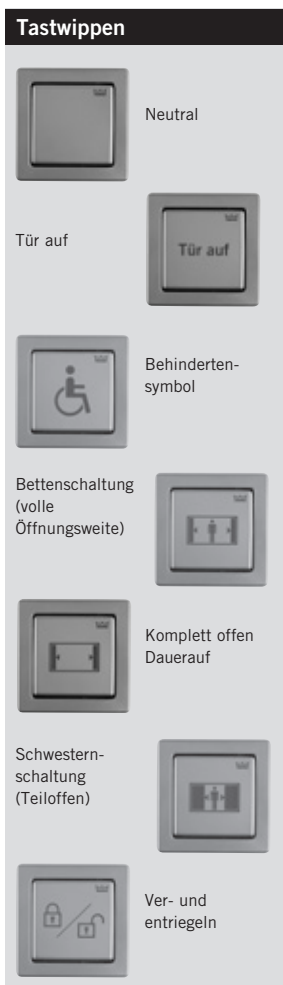 Tastwippen
Neutral
Tür auf
Tür auf
Behinderten-
symbol
Bettenschaltung
(volle
Öffnungsweite)
Komplett offen
Dauerauf
Schwestern-
schaltung
(Teiloffen)
Ver- und
entriegeln